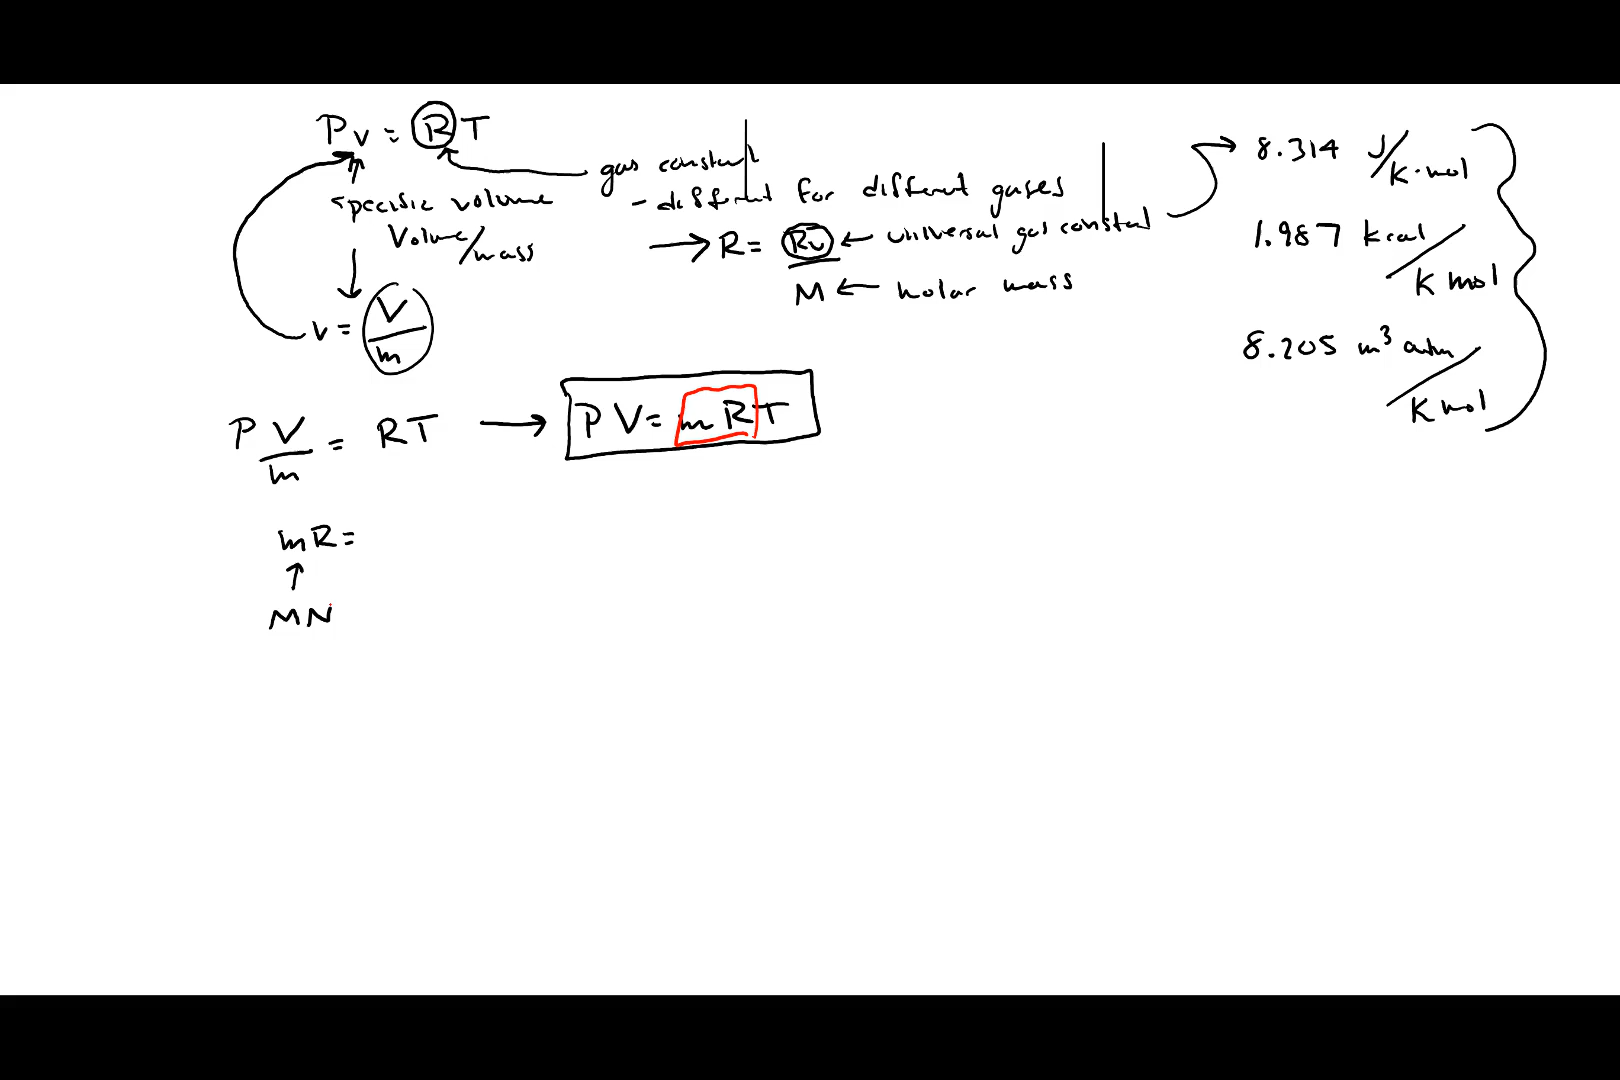 Pv = RT
gas constant
- different for different gases
specific volume
Volume/mass
→ R = Ru/M ← universal gas constant
M ← molar mass
8.314 J/K·mol
1.987 kcal/K mol
8.205 m³ atm/K mol
v = V/m
P V/m = RT → PV = mRT
mR =
↑
MN